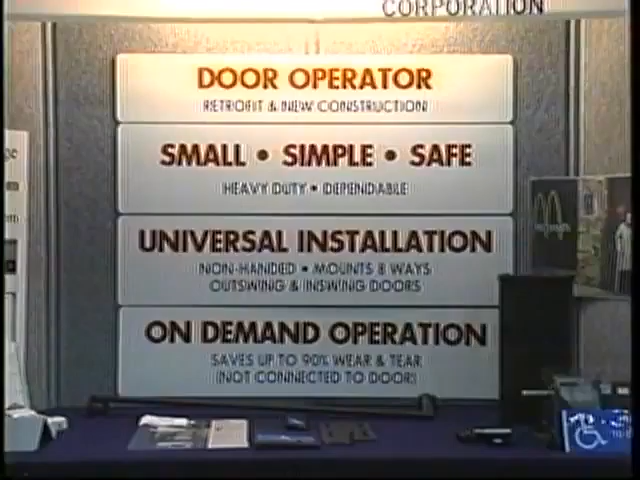 CORPORATION
DOOR OPERATOR
RETROFIT & NEW CONSTRUCTION
SMALL • SIMPLE • SAFE
HEAVY DUTY • DEPENDABLE
UNIVERSAL INSTALLATION
NON-HANDED • MOUNTS 8 WAYS
OUTSWING & INSWING DOORS
ON DEMAND OPERATION
SAVES UP TO 90% WEAR & TEAR
(NOT CONNECTED TO DOOR)